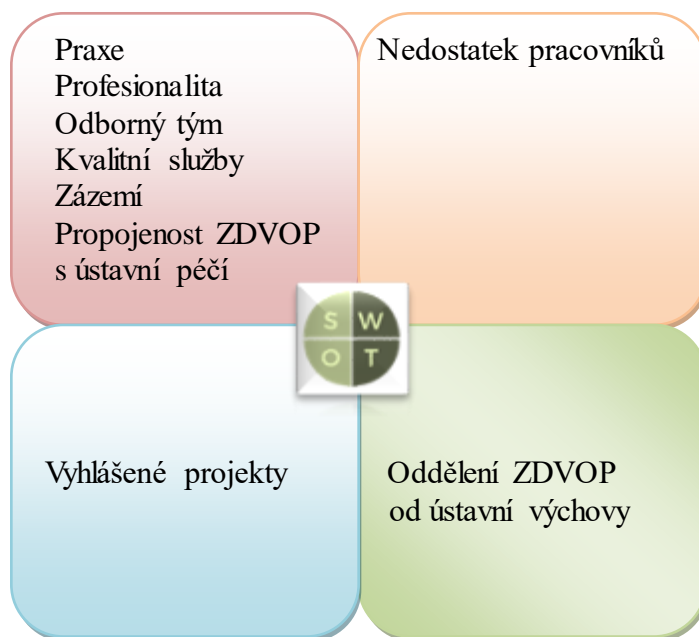 Praxe
Profesionalita
Odborný tým
Kvalitní služby
Zázemí
Propojenost ZDVOP
s ústavní péčí
Nedostatek pracovníků
S W
O T
Vyhlášené projekty
Oddělení ZDVOP
od ústavní výchovy